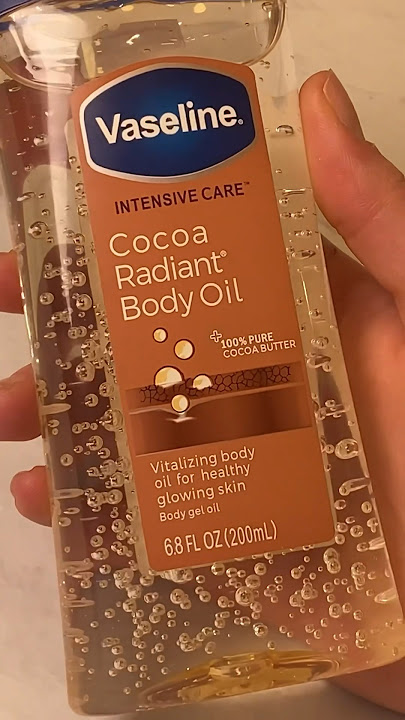 Vaseline®
INTENSIVE CARE™
Cocoa
Radiant®
Body Oil
+100% PURE
COCOA BUTTER
Vitalizing body
oil for healthy
glowing skin
Body gel oil
6.8 FL OZ (200mL)